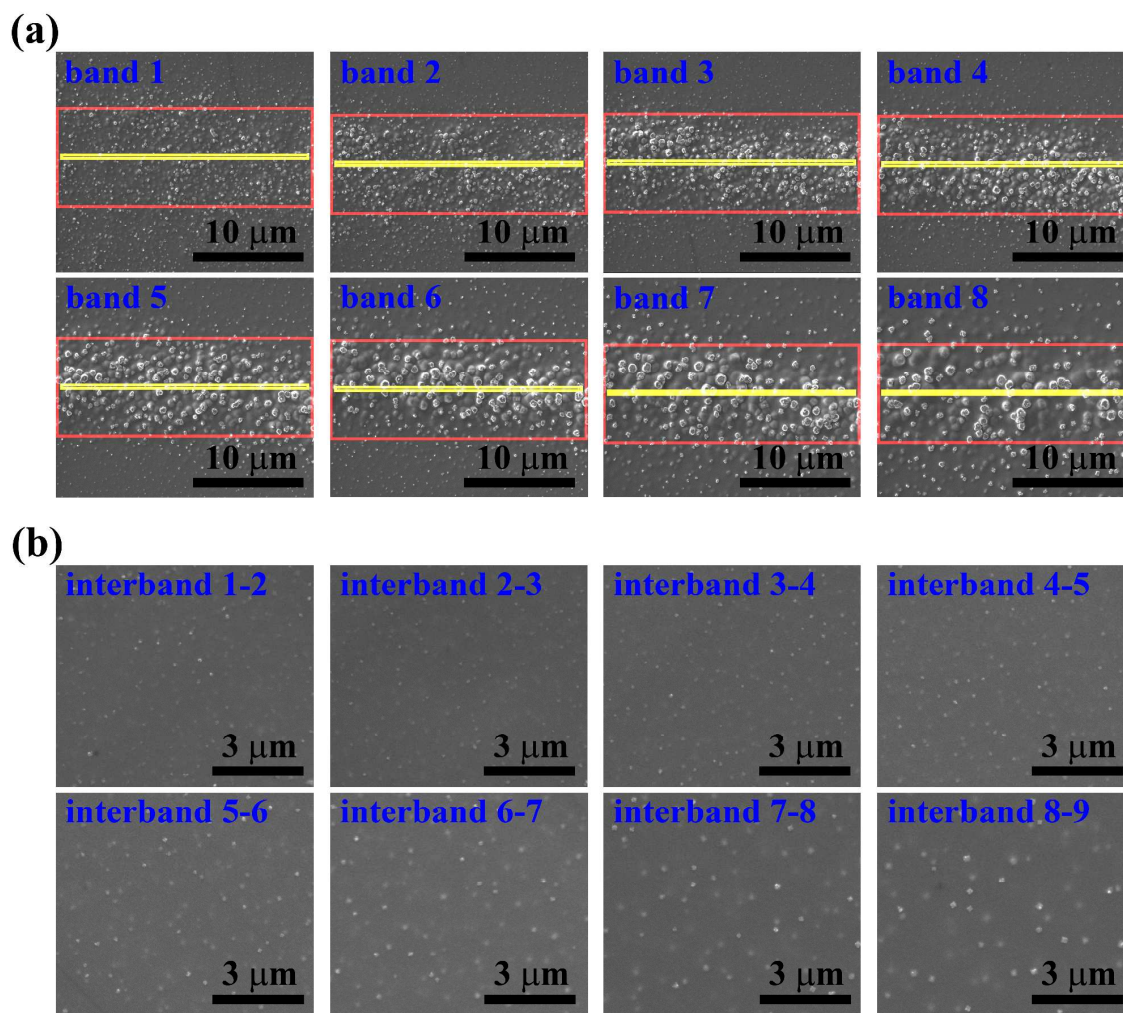 (a)
band 1 band 2 band 3 band 4
10 μm 10 μm 10 μm 10 μm
band 5 band 6 band 7 band 8
10 μm 10 μm 10 μm 10 μm
(b)
interband 1-2 interband 2-3 interband 3-4 interband 4-5
3 μm 3 μm 3 μm 3 μm
interband 5-6 interband 6-7 interband 7-8 interband 8-9
3 μm 3 μm 3 μm 3 μm